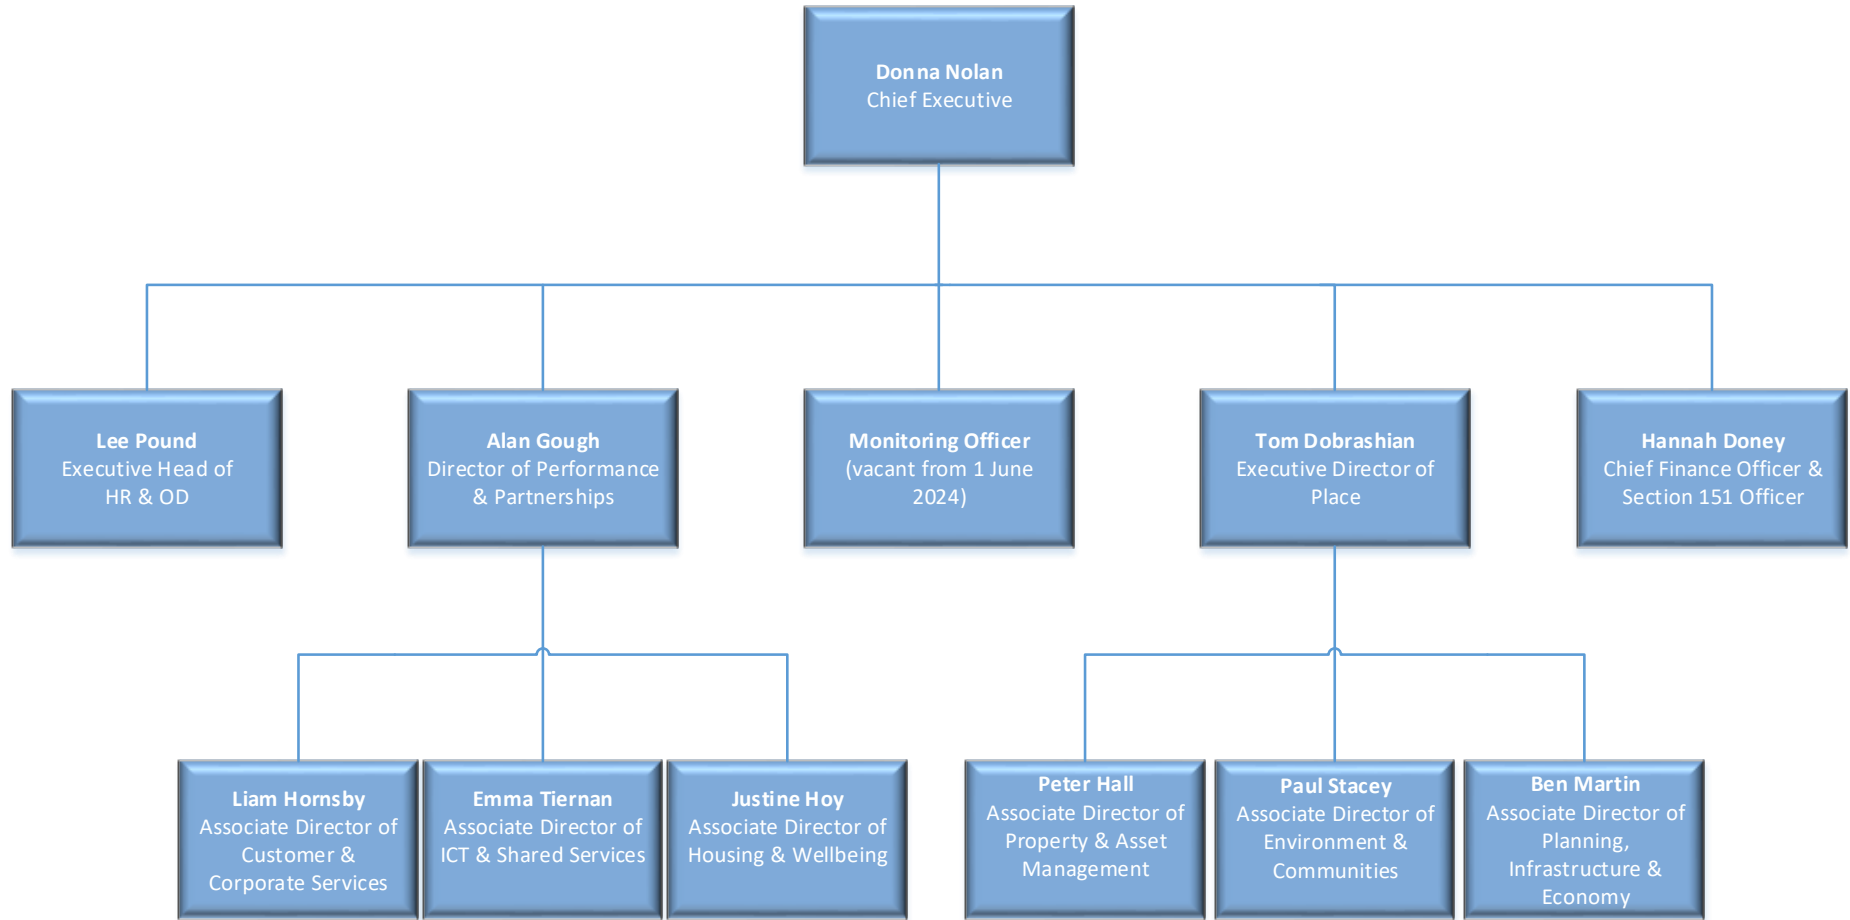 Donna Nolan
Chief Executive
Lee Pound
Executive Head of
HR & OD
Alan Gough
Director of Performance
& Partnerships
Monitoring Officer
(vacant from 1 June
2024)
Tom Dobrashian
Executive Director of
Place
Hannah Doney
Chief Finance Officer &
Section 151 Officer
Liam Hornsby
Associate Director of
Customer &
Corporate Services
Emma Tiernan
Associate Director of
ICT & Shared Services
Justine Hoy
Associate Director of
Housing & Wellbeing
Peter Hall
Associate Director of
Property & Asset
Management
Paul Stacey
Associate Director of
Environment &
Communities
Ben Martin
Associate Director of
Planning,
Infrastructure &
Economy